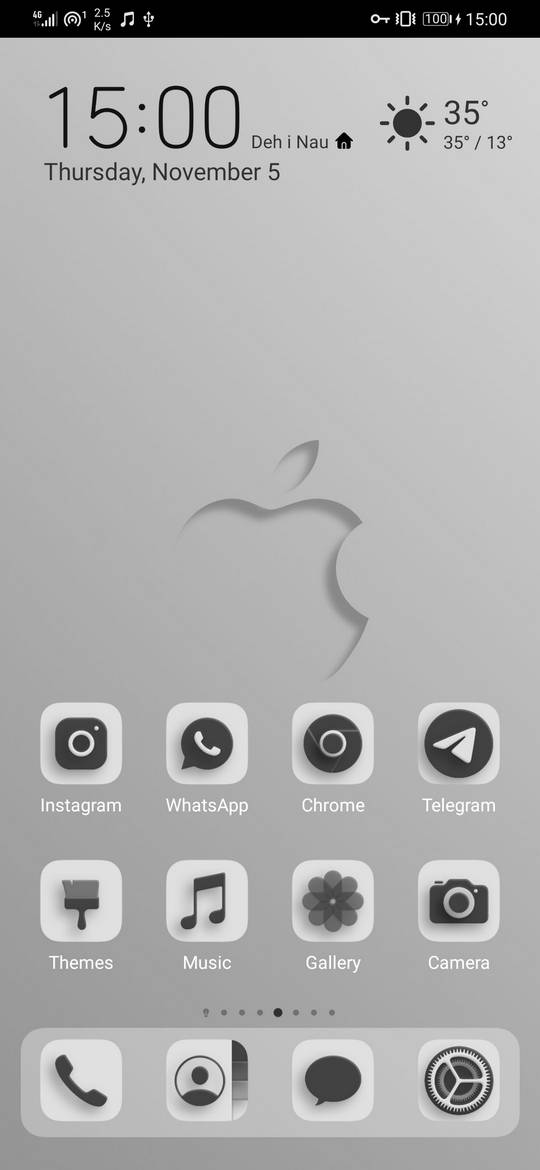 4G 1 2.5 K/s 100 15:00
15:00 Deh i Nau 35°
35° / 13°
Thursday, November 5
Instagram WhatsApp Chrome Telegram
Themes Music Gallery Camera